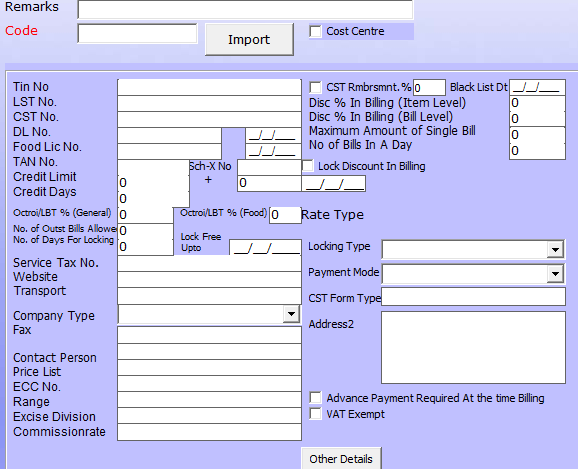 Remarks
Code
Import
Cost Centre
Tin No
CST Rmbrsmnt. %
0
Black List Dt
__/__/____
LST No.
Disc % In Billing (Item Level)
0
CST No.
Disc % In Billing (Bill Level)
0
DL No.
__/__/____
Maximum Amount of Single Bill
0
Food Lic No.
__/__/____
No of Bills In A Day
0
TAN No.
Sch-X No
Lock Discount In Billing
Credit Limit
0
+
0
__/__/____
Credit Days
0
Octroi/LBT % (General)
0
Octroi/LBT % (Food)
0
Rate Type
No. of Outst Bills Allowe
0
No. of Days For Locking
0
Lock Free
Upto
__/__/____
Locking Type
Service Tax No.
Website
Payment Mode
Transport
CST Form Type
Company Type
Address2
Fax
Contact Person
Price List
ECC No.
Range
Advance Payment Required At the time Billing
Excise Division
VAT Exempt
Commissionrate
Other Details